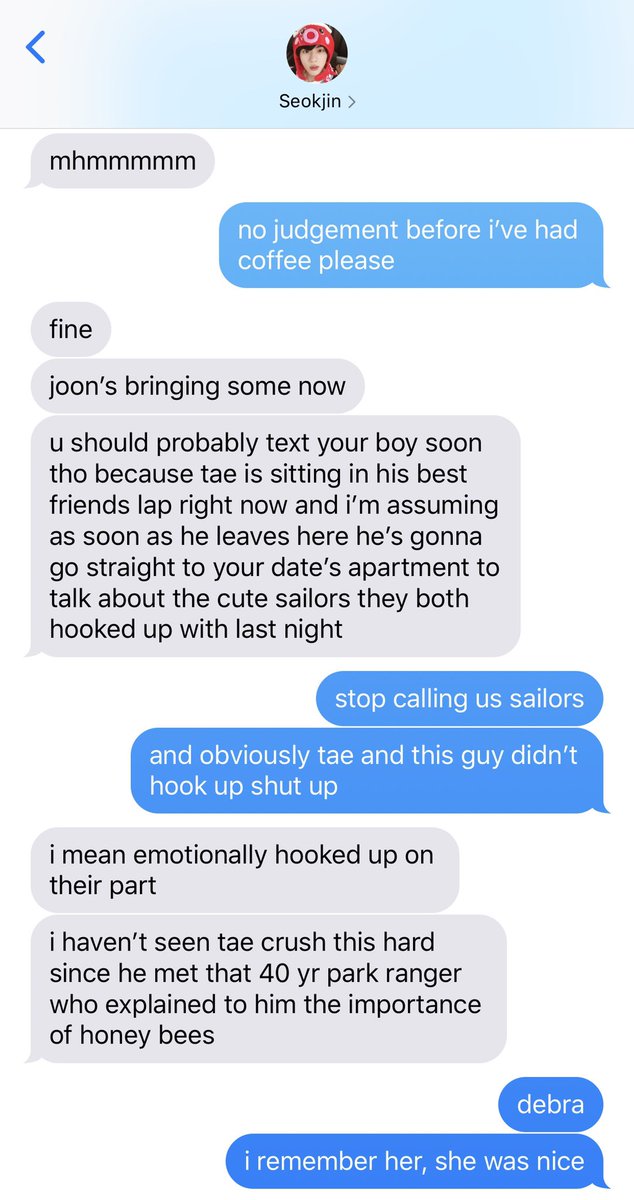 Seokjin
mhmmmmm
no judgement before i’ve had
coffee please
fine
joon’s bringing some now
u should probably text your boy soon
tho because tae is sitting in his best
friends lap right now and i’m assuming
as soon as he leaves here he’s gonna
go straight to your date’s apartment to
talk about the cute sailors they both
hooked up with last night
stop calling us sailors
and obviously tae and this guy didn’t
hook up shut up
i mean emotionally hooked up on
their part
i haven’t seen tae crush this hard
since he met that 40 yr park ranger
who explained to him the importance
of honey bees
debra
i remember her, she was nice